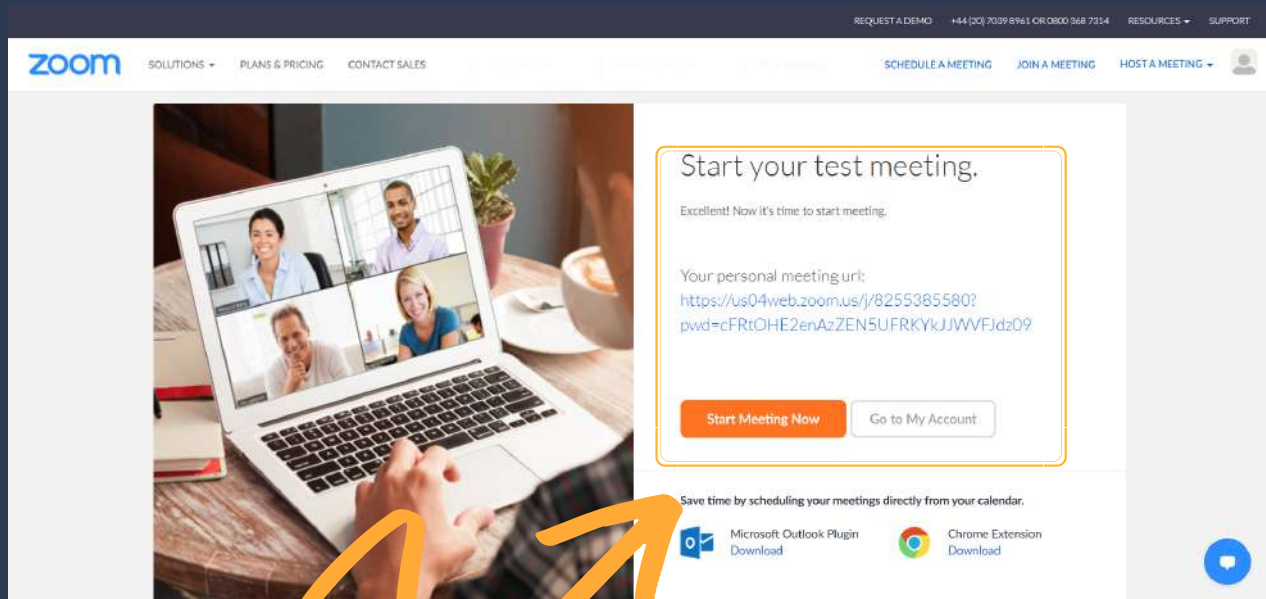 REQUEST A DEMO +44 (20) 7039 8961 OR 0800 368 7314 RESOURCES SUPPORT
zoom SOLUTIONS PLANS & PRICING CONTACT SALES SCHEDULE A MEETING JOIN A MEETING HOST A MEETING
Start your test meeting.
Excellent! Now it's time to start meeting.
Your personal meeting url:
https://us04web.zoom.us/j/8255385580?
pwd=cFRtOHE2enAzZEN5UFRKYkJJWVFJdz09
Start Meeting Now Go to My Account
Save time by scheduling your meetings directly from your calendar.
Microsoft Outlook Plugin Chrome Extension
Download Download